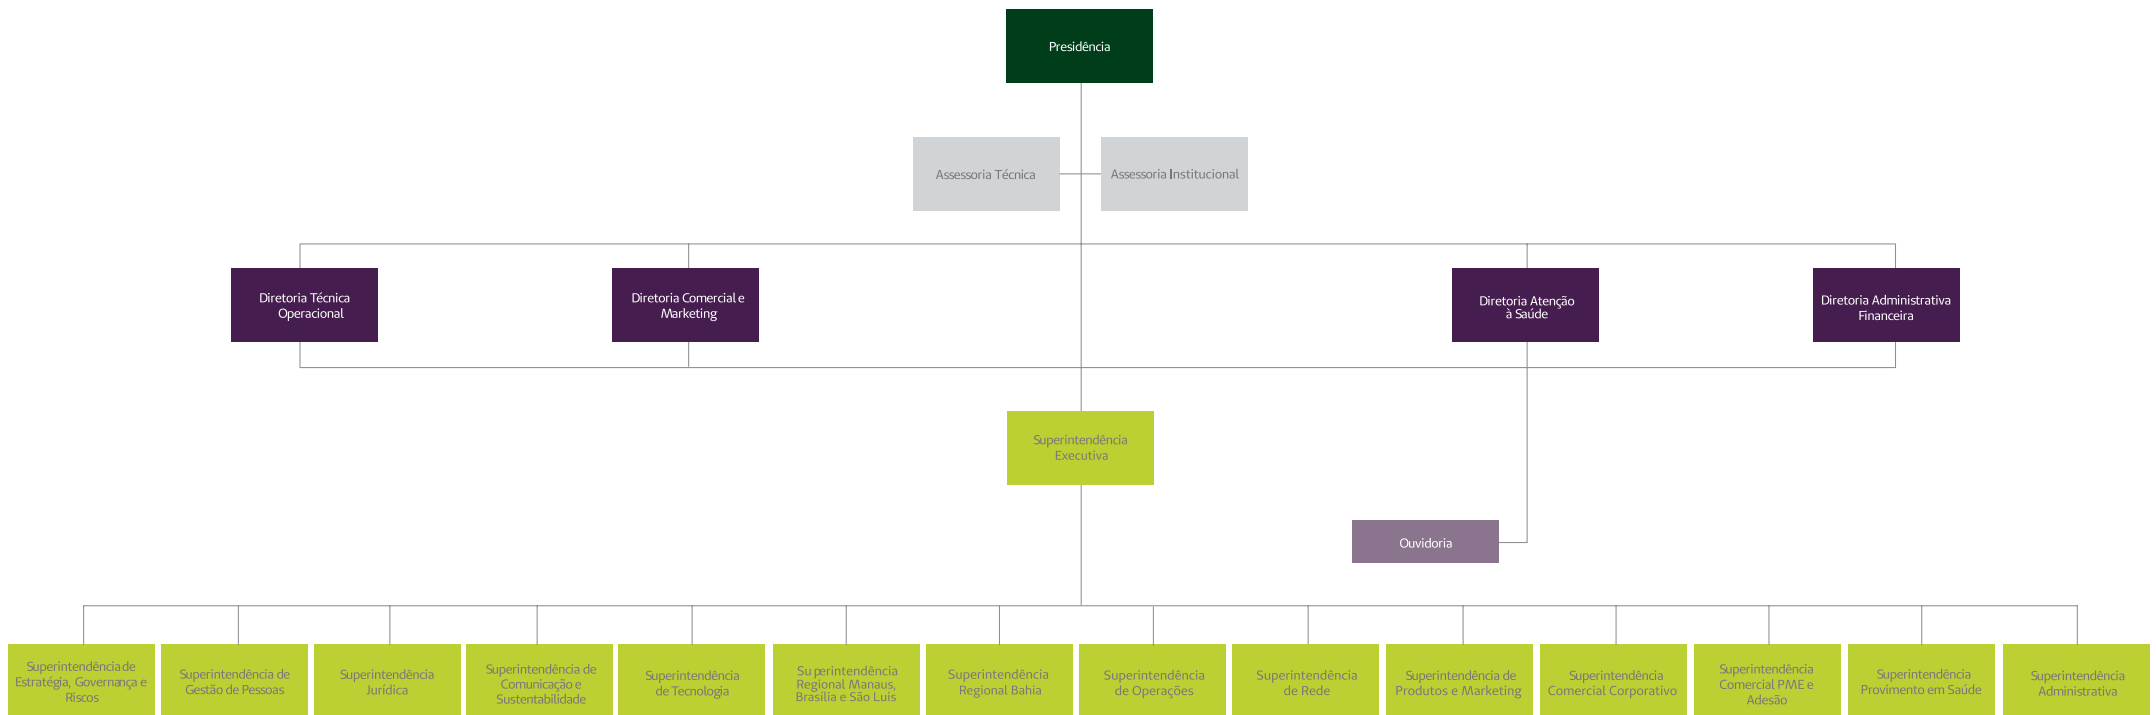 Presidência
Assessoria Técnica
Assessoria Institucional
Diretoria Técnica
Operacional
Diretoria Comercial e
Marketing
Diretoria Atenção
à Saúde
Diretoria Administrativa
Financeira
Superintendência
Executiva
Ouvidoria
Superintendência de
Estratégia, Governança e
Riscos
Superintendência de
Gestão de Pessoas
Superintendência
Jurídica
Superintendência de
Comunicação e
Sustentabilidade
Superintendência
de Tecnologia
Superintendência
Regional Manaus,
Brasília e São Luis
Superintendência
Regional Bahia
Superintendência
de Operações
Superintendência
de Rede
Superintendência de
Produtos e Marketing
Superintendência
Comercial Corporativo
Superintendência
Comercial PME e
Adesão
Superintendência
Provimento em Saúde
Superintendência
Administrativa